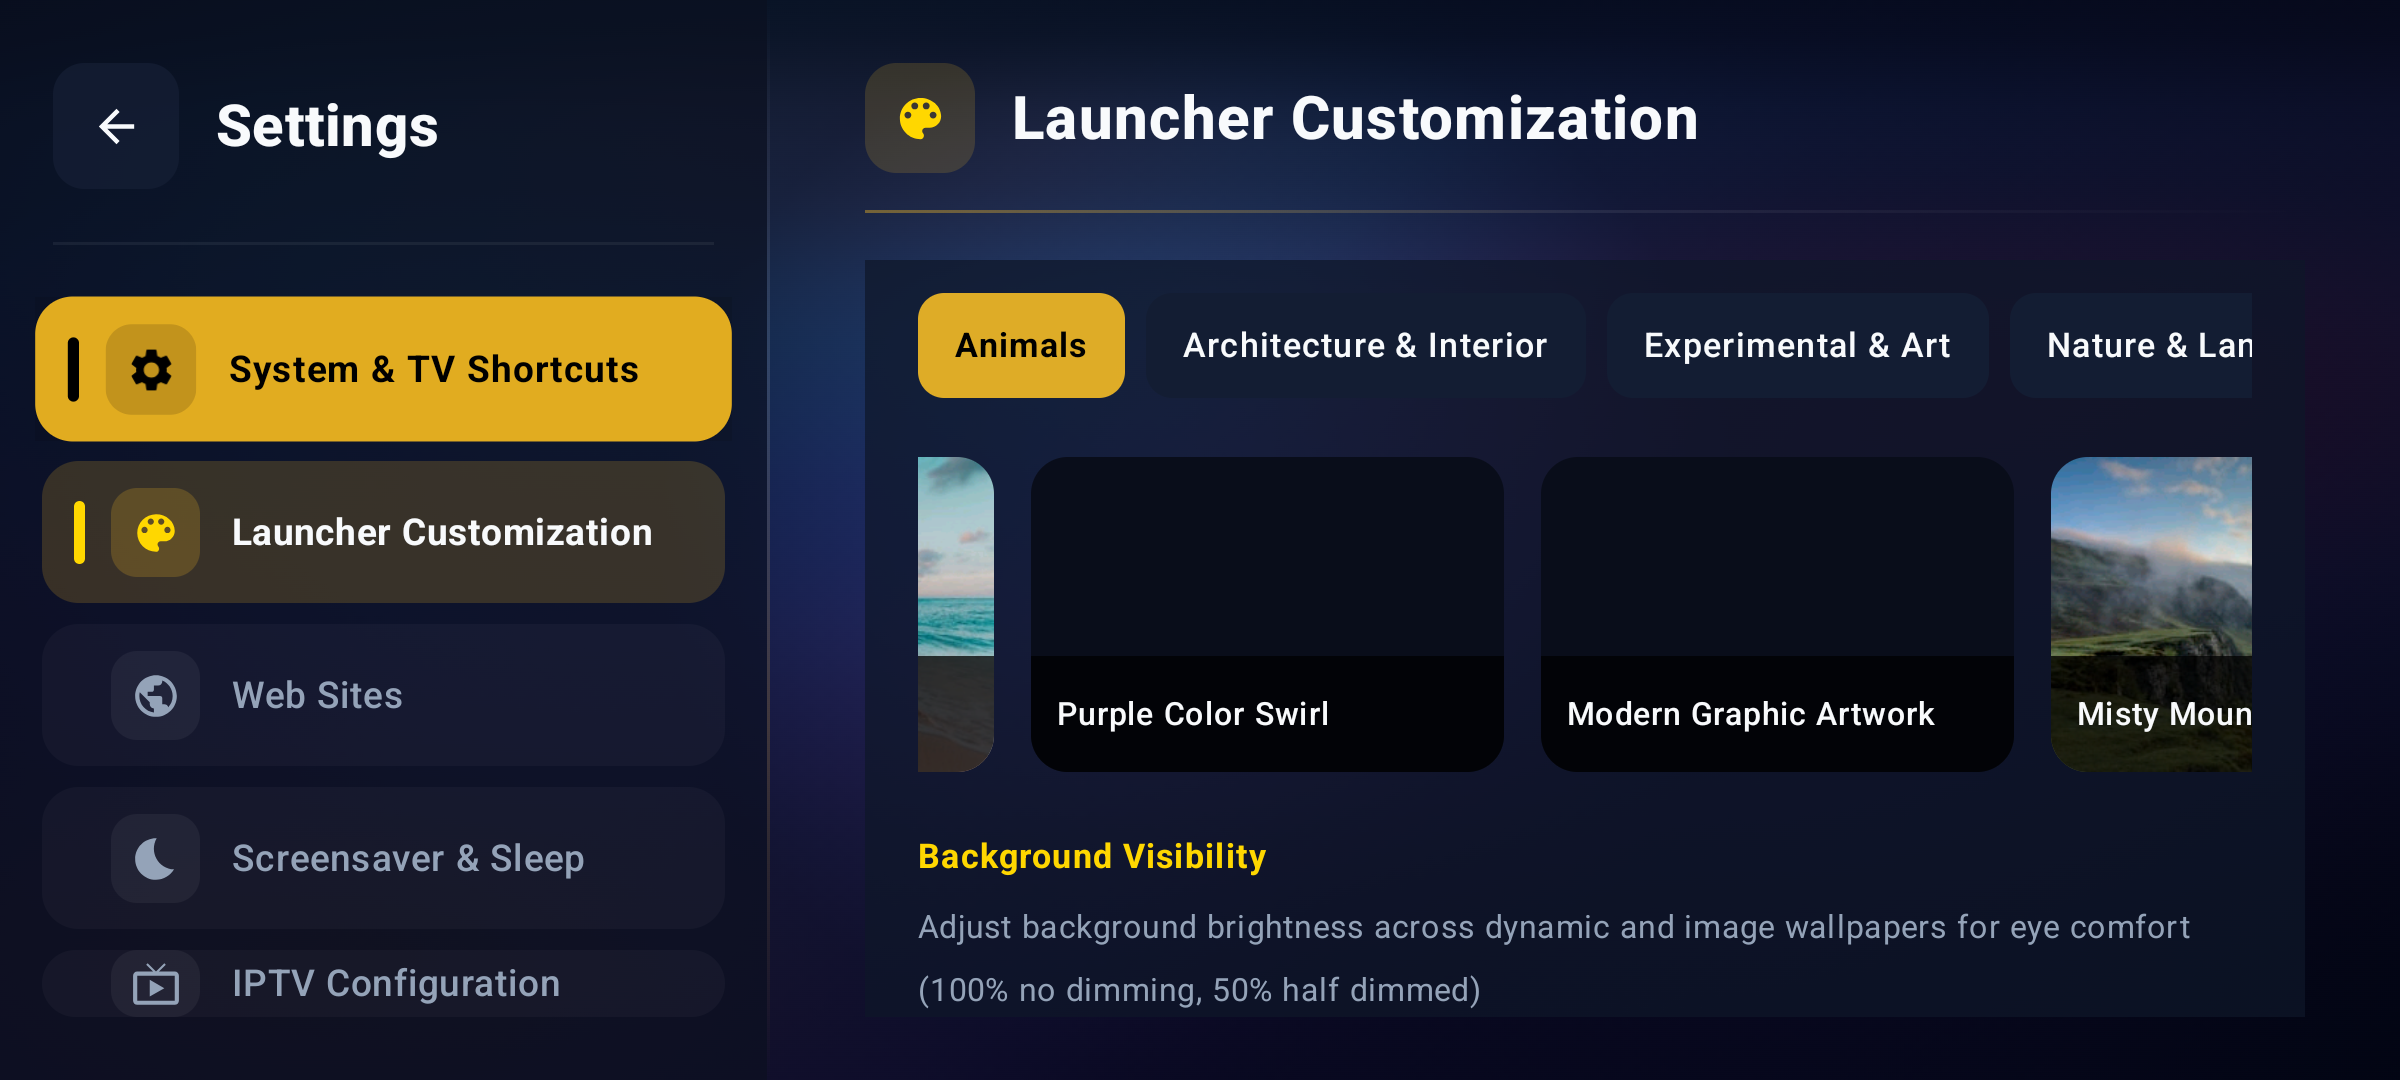 Settings
System & TV Shortcuts
Launcher Customization
Web Sites
Screensaver & Sleep
IPTV Configuration
Launcher Customization
Animals
Architecture & Interior
Experimental & Art
Nature & Lan
Purple Color Swirl
Modern Graphic Artwork
Misty Moun
Background Visibility
Adjust background brightness across dynamic and image wallpapers for eye comfort
(100% no dimming, 50% half dimmed)